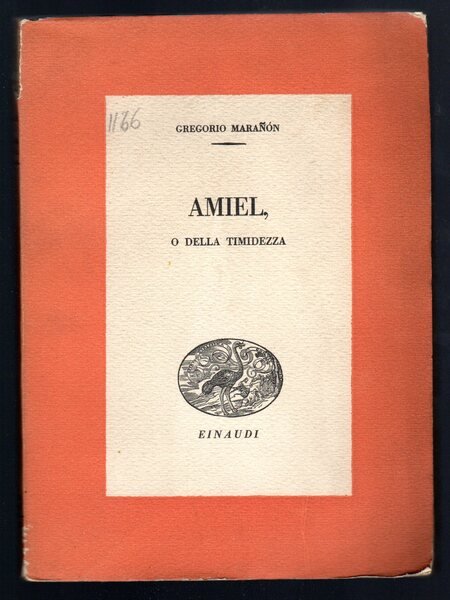 1166
GREGORIO MARAÑÓN
AMIEL,
O DELLA TIMIDEZZA
EINAUDI